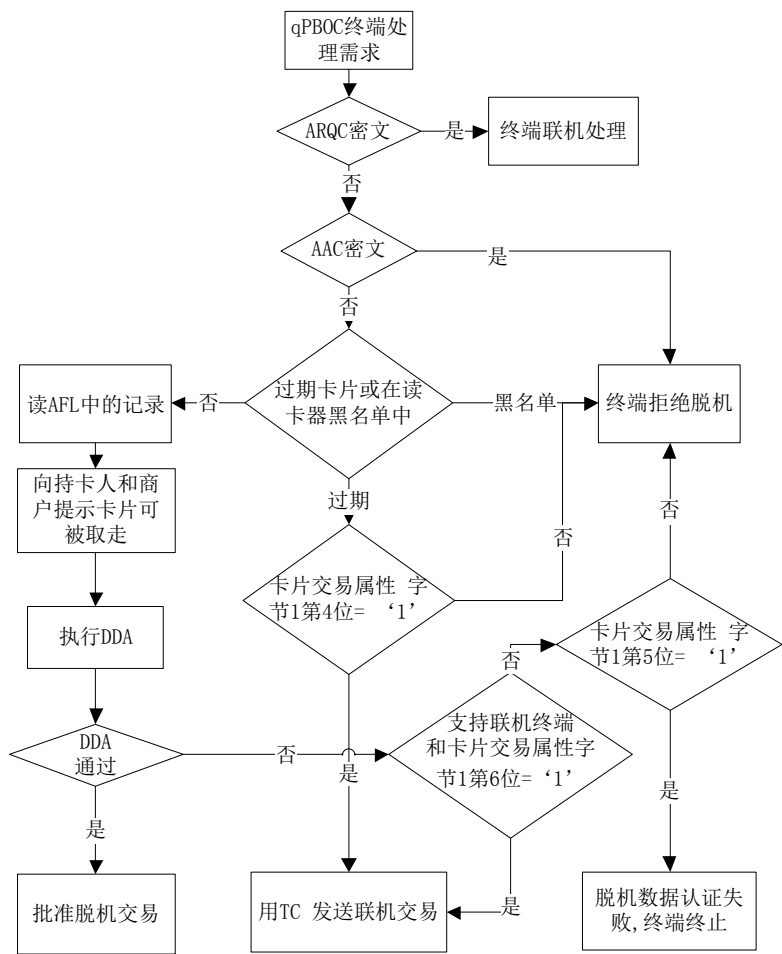 qPBOC终端处
理需求
ARQC密文
是
终端联机处理
否
AAC密文
是
否
读AFL中的记录
否
过期卡片或在读
卡器黑名单中
黑名单
终端拒绝脱机
向持卡人和商
户提示卡片可
被取走
过期
否
否
卡片交易属性 字
节1第4位= ‘1’
执行DDA
卡片交易属性 字
节1第5位= ‘1’
否
支持联机终端
和卡片交易属性字
节1第6位= ‘1’
DDA
通过
否
是
是
是
批准脱机交易
用TC 发送联机交易
是
脱机数据认证失
败,终端终止